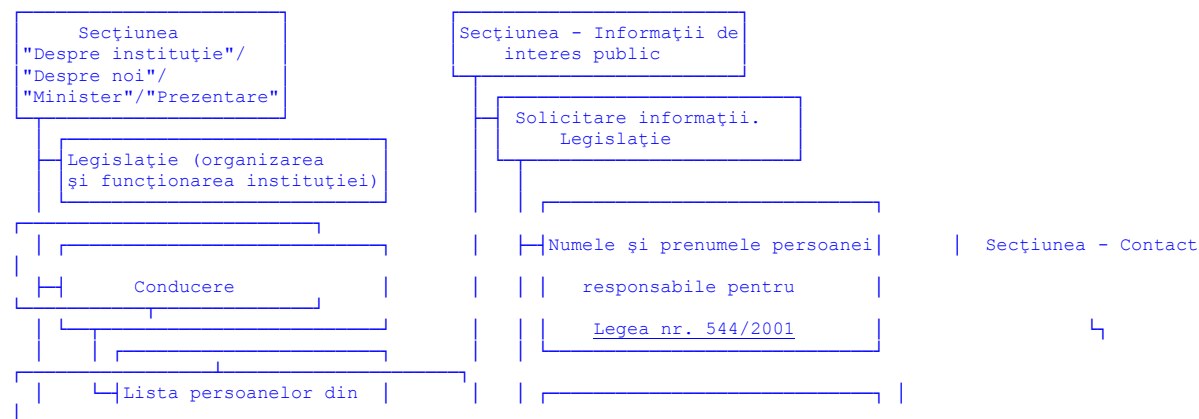 Secţiunea
"Despre instituţie"/
"Despre noi"/
"Minister"/"Prezentare"
Secţiunea - Informaţii de
interes public
Solicitare informaţii.
Legislaţie
Legislaţie (organizarea
şi funcţionarea instituţiei)
Numele şi prenumele persoanei
Secţiunea - Contact
Conducere
responsabile pentru
Legea nr. 544/2001
Lista persoanelor din